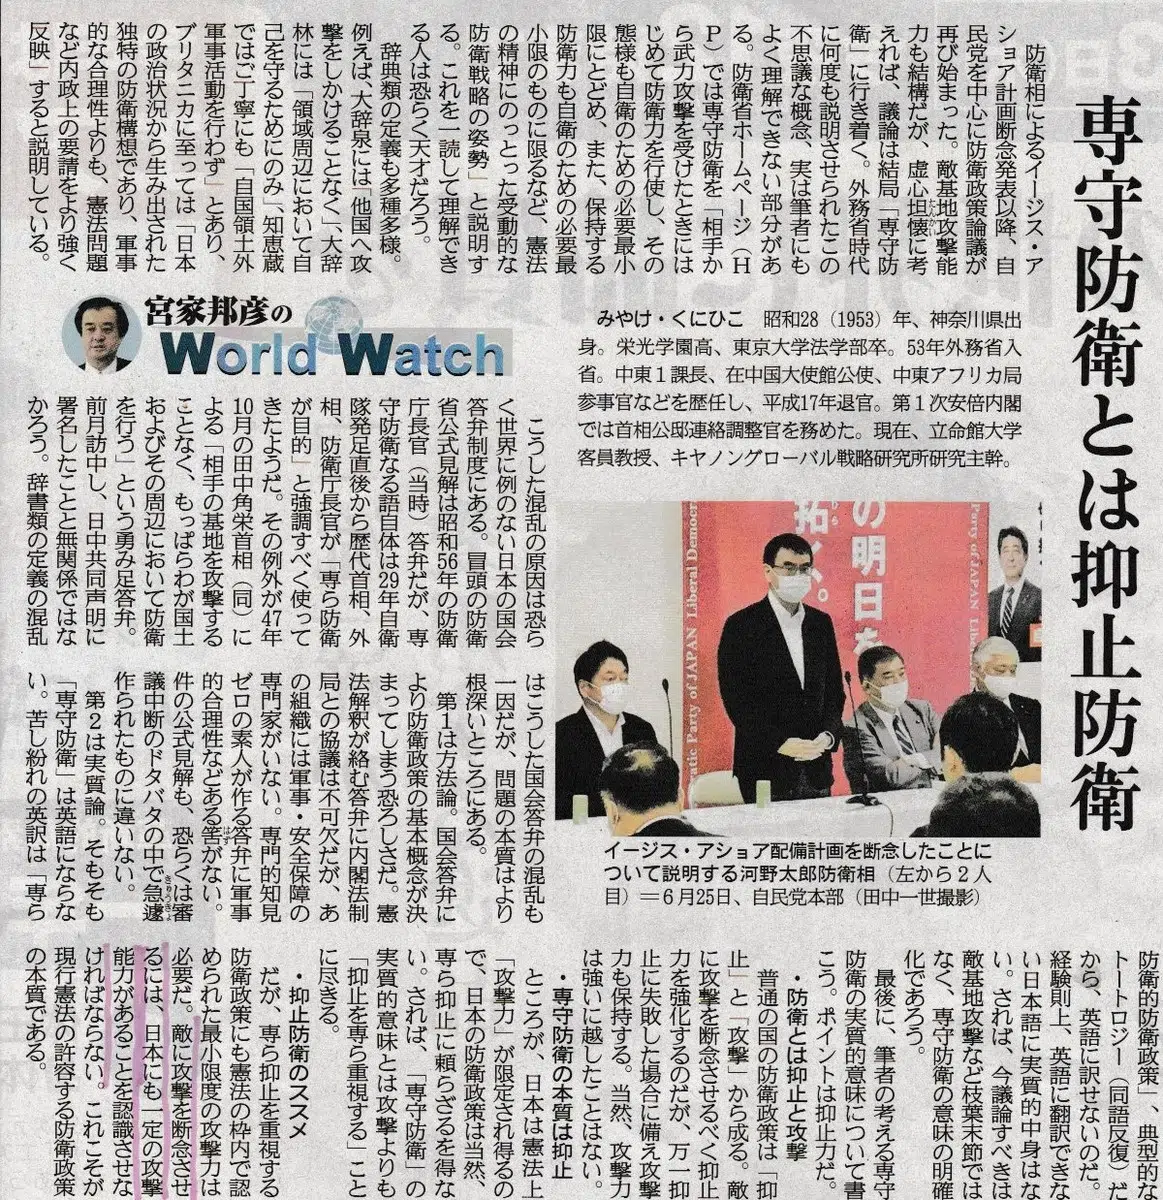 専守防衛とは抑止防衛
防衛相によるイージス・ア
ショア計画断念発表以降、自
民党を中心に防衛政策論議が
再び始まった。敵基地攻撃能
力も結構だが、虚心坦懐に考
たんかい
えれば、議論は結局「専守防
衛」に行き着く。外務省時代
に何度も説明させられたこの
不思議な概念、実は筆者にも
よく理解できない部分があ
る。防衛省ホームページ(H
P)では専守防衛を「相手か
ら武力攻撃を受けたときには
じめて防衛力を行使し、その
態様も自衛のための必要最小
限にとどめ、また、保持する
防衛力も自衛のための必要最
小限のものに限るなど、憲法
の精神にのっとった受動的な
防衛戦略の姿勢」と説明す
る。これを一読して理解でき
る人は恐らく天才だろう。
辞典類の定義も多種多様。
例えば、大辞泉には「他国へ攻
撃をしかけることなく」、大辞
林には「領域周辺において自
己を守るためにのみ」、知恵蔵
ではご丁寧にも「自国領土外
軍事活動を行わず」とあり、
ブリタニカに至っては「日本
の政治状況から生み出された
独特の防衛構想であり、軍事
的な合理性よりも、憲法問題
など内政上の要請をより強く
反映」すると説明している。
宮家邦彦の
World Watch
みやけ・くにひこ 昭和28(1953)年、神奈川県出
身。栄光学園高、東京大学法学部卒。53年外務省入
省。中東1課長、在中国大使館公使、中東アフリカ局
参事官などを歴任し、平成17年退官。第1次安倍内閣
では首相公邸連絡調整官を務めた。現在、立命館大学
客員教授、キヤノングローバル戦略研究所研究主幹。
こうした混乱の原因は恐ら
く世界に例のない日本の国会
答弁制度にある。冒頭の防衛
省公式見解は昭和56年の防衛
庁長官(当時)答弁だが、専
守防衛なる語自体は29年自衛
隊発足直後から歴代首相、外
相、防衛庁長官が「専ら防衛
が目的」と強調すべく使って
きたようだ。その例外が47年
10月の田中角栄首相(同)に
よる「相手の基地を攻撃する
ことなく、もっぱらわが国土
およびその周辺において防衛
を行う」という勇み足答弁。
前月訪中し、日中共同声明に
署名したことと無関係ではな
かろう。辞書類の定義の混乱
はこうした国会答弁の混乱も
一因だが、問題の本質はより
根深いところにある。
第1は方法論。国会答弁に
より防衛政策の基本概念が決
まってしまう恐ろしさだ。憲
法解釈が絡む答弁に内閣法制
局との協議は不可欠だが、あ
の組織には軍事・安全保障の
専門家がいない。専門的知見
ゼロの素人が作る答弁に軍事
的合理性などある筈がない。
はず
件の公式見解も、恐らくは審
議中断のドタバタの中で急遽
きゅうきょ
作られたものに違いない。
第2は実質論。そもそも
「専守防衛」は英語にならな
い。苦し紛れの英訳は「専ら
の明日を
拓く。
Party of JAPAN
Liberal Democr
atic Party of JAPAN
イージス・アショア配備計画を断念したことに
ついて説明する河野太郎防衛相(左から2人
目)=6月25日、自民党本部(田中一世撮影)
防衛的防衛政策」、典型的な
トートロジー(同語反復)だ
から、英語に訳せないのだ。
経験則上、英語に翻訳できな
い日本語に実質的中身はな
い。されば、今議論すべきは
敵基地攻撃など枝葉末節では
なく、専守防衛の意味の明確
化であろう。
最後に、筆者の考える専守
防衛の実質的意味について書
こう。ポイントは抑止力だ。
・防衛とは抑止と攻撃
普通の国の防衛政策は「抑
止」と「攻撃」から成る。敵
に攻撃を断念させるべく抑止
力を強化するのだが、万一抑
止に失敗した場合に備え攻撃
力も保持する。当然、攻撃力
は強いに越したことはない。
・専守防衛の本質は抑止
ところが、日本は憲法上
「攻撃力」が限定され得るの
で、日本の防衛政策は当然、
専ら抑止に頼らざるを得な
い。されば、「専守防衛」の
実質的意味とは攻撃よりも
「抑止を専ら重視する」こと
に尽きる。
・抑止防衛のススメ
だが、専ら抑止を重視する
防衛政策にも憲法の枠内で認
められた最小限度の攻撃力は
必要だ。敵に攻撃を断念させ
るには、日本にも一定の攻撃
能力があることを認識させな
ければならない。これこそが
現行憲法の許容する防衛政策
の本質である。